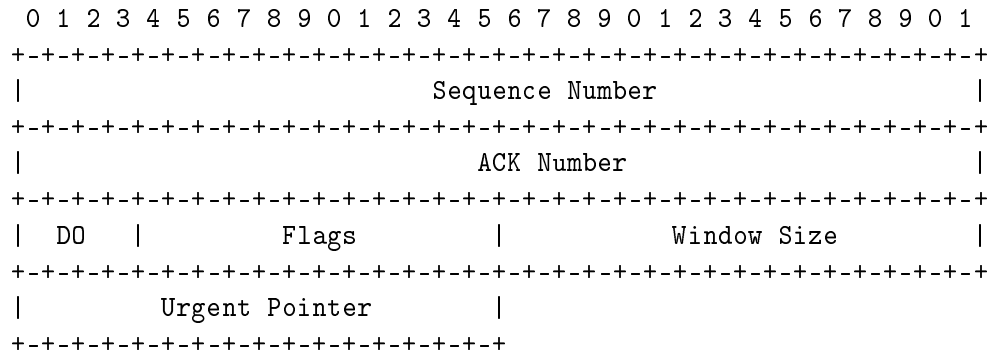 0 1 2 3 4 5 6 7 8 9 0 1 2 3 4 5 6 7 8 9 0 1 2 3 4 5 6 7 8 9 0 1
+-+-+-+-+-+-+-+-+-+-+-+-+-+-+-+-+-+-+-+-+-+-+-+-+-+-+-+-+-+-+-+-+
|                        Sequence Number                        |
+-+-+-+-+-+-+-+-+-+-+-+-+-+-+-+-+-+-+-+-+-+-+-+-+-+-+-+-+-+-+-+-+
|                           ACK Number                          |
+-+-+-+-+-+-+-+-+-+-+-+-+-+-+-+-+-+-+-+-+-+-+-+-+-+-+-+-+-+-+-+-+
|  DO   |         Flags         |           Window Size         |
+-+-+-+-+-+-+-+-+-+-+-+-+-+-+-+-+-+-+-+-+-+-+-+-+-+-+-+-+-+-+-+-+
|         Urgent Pointer        |
+-+-+-+-+-+-+-+-+-+-+-+-+-+-+-+-+